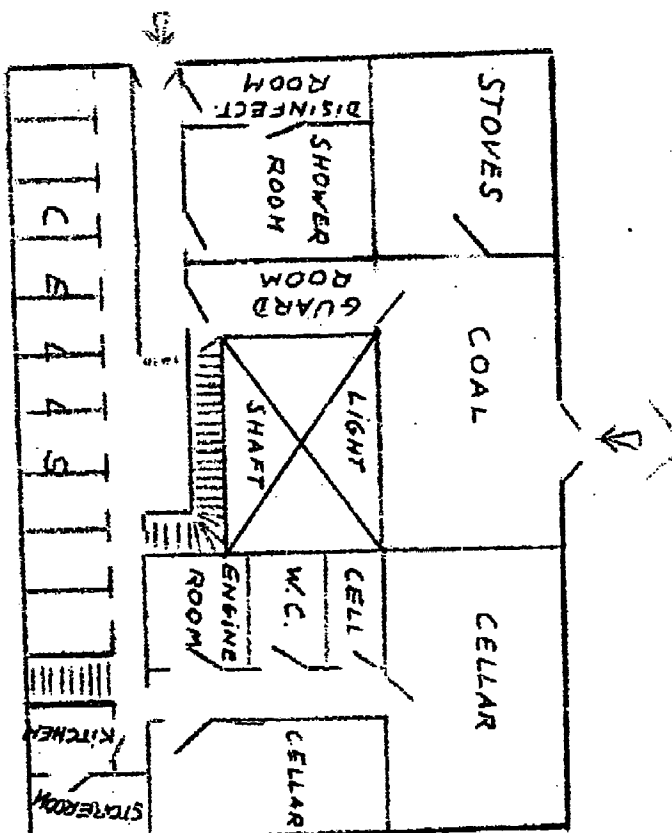 DISINFECT.
ROOM
STOVES
SHOWER
ROOM
CELLS
GUARD
ROOM
COAL
LIGHT
SHAFT
ENGINE
ROOM
W.C.
CELL
CELLAR
KITCHEN
CELLAR
STOREROOM